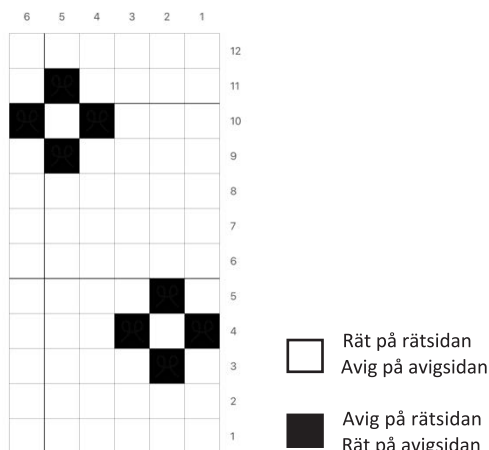 6 5 4 3 2 1
12
11
10
9
8
7
6
5
4
3
2
1
Rät på rätsidan
Avig på avigsidan
Avig på rätsidan
Rät på avigsidan